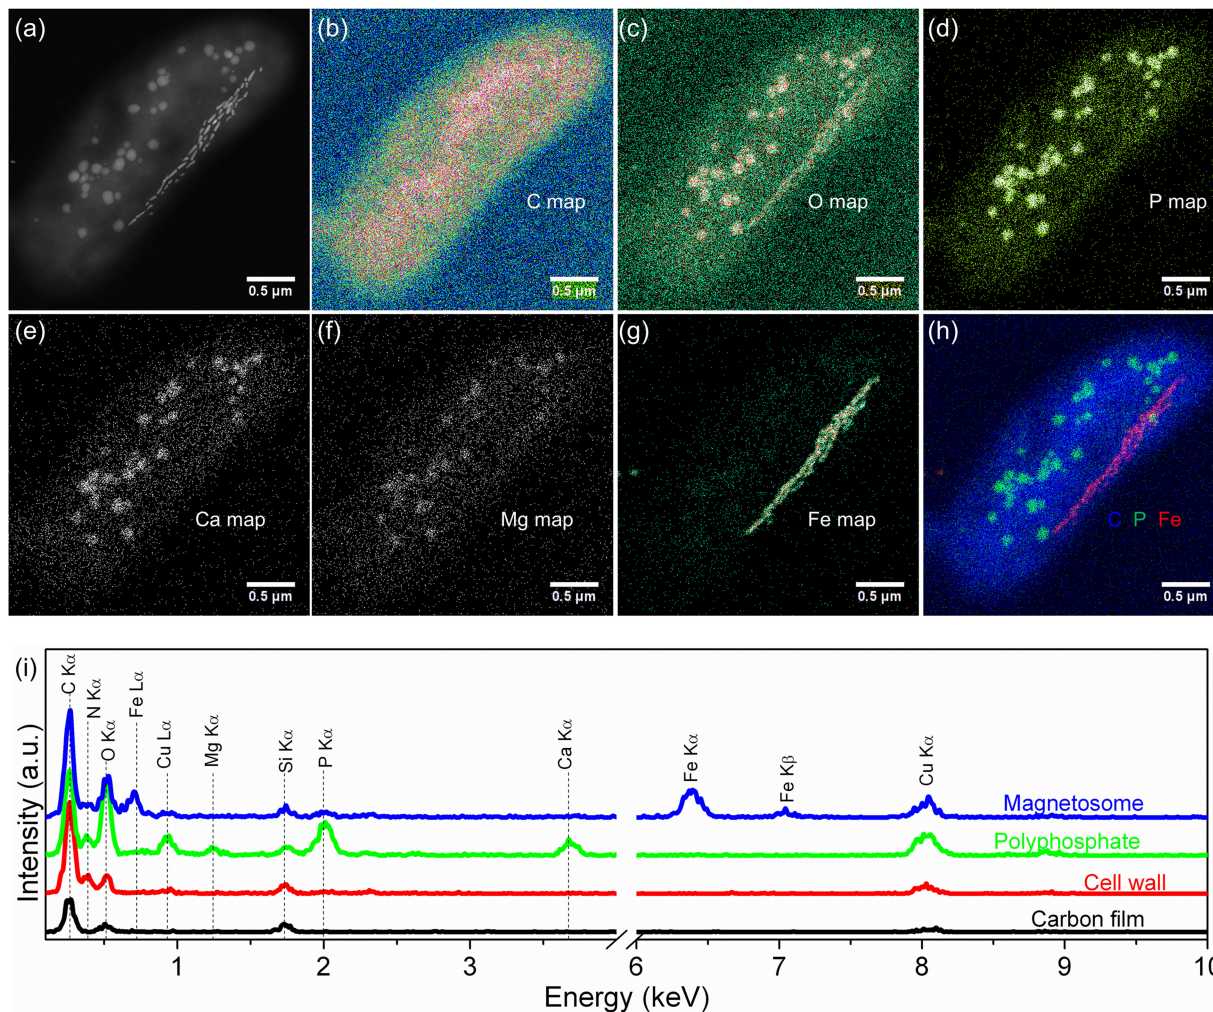 (a)
0.5 µm
(b)
C map
0.5 µm
(c)
O map
0.5 µm
(d)
P map
0.5 µm
(e)
Ca map
0.5 µm
(f)
Mg map
0.5 µm
(g)
Fe map
0.5 µm
(h)
C P Fe
0.5 µm
(i)
C Kα
N Kα
O Kα
Fe Lα
Cu Lα
Mg Kα
Si Kα
P Kα
Ca Kα
Fe Kα
Fe Kβ
Cu Kα
Magnetosome
Polyphosphate
Cell wall
Carbon film
Intensity (a.u.)
1 2 3 6 7 8 9 10
Energy (keV)